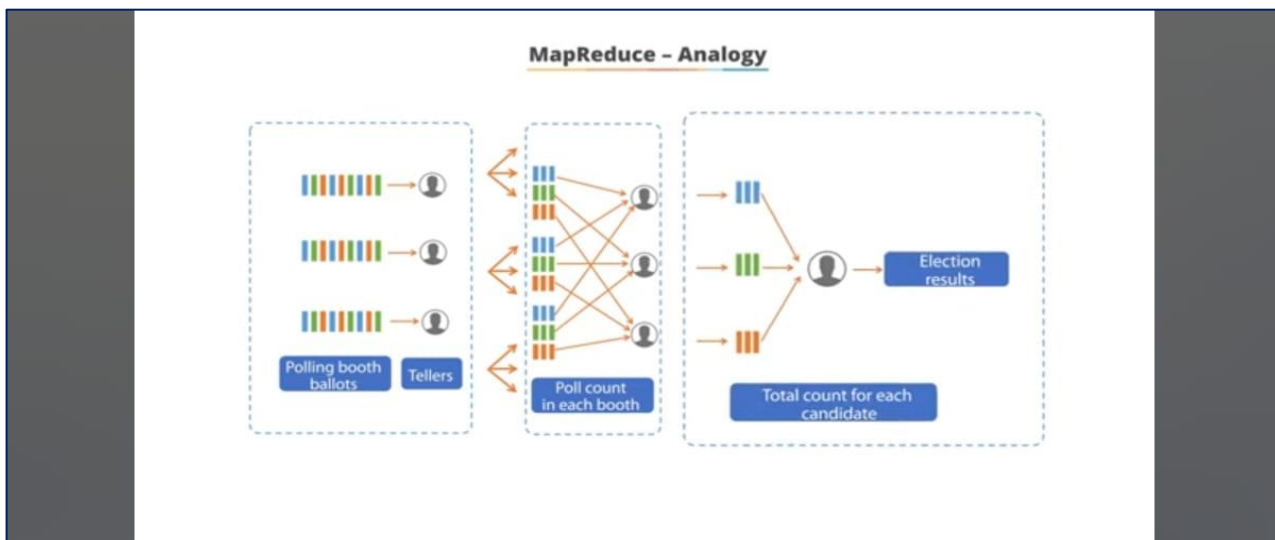 MapReduce – Analogy
Polling booth
ballots
Tellers
Poll count
in each booth
Total count for each
candidate
Election
results